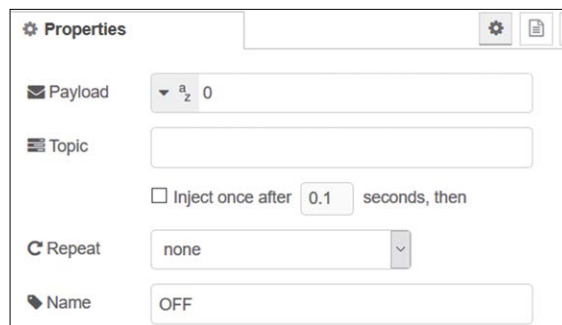 Properties
Payload a z 0
Topic
Inject once after 0.1 seconds, then
Repeat none
Name OFF